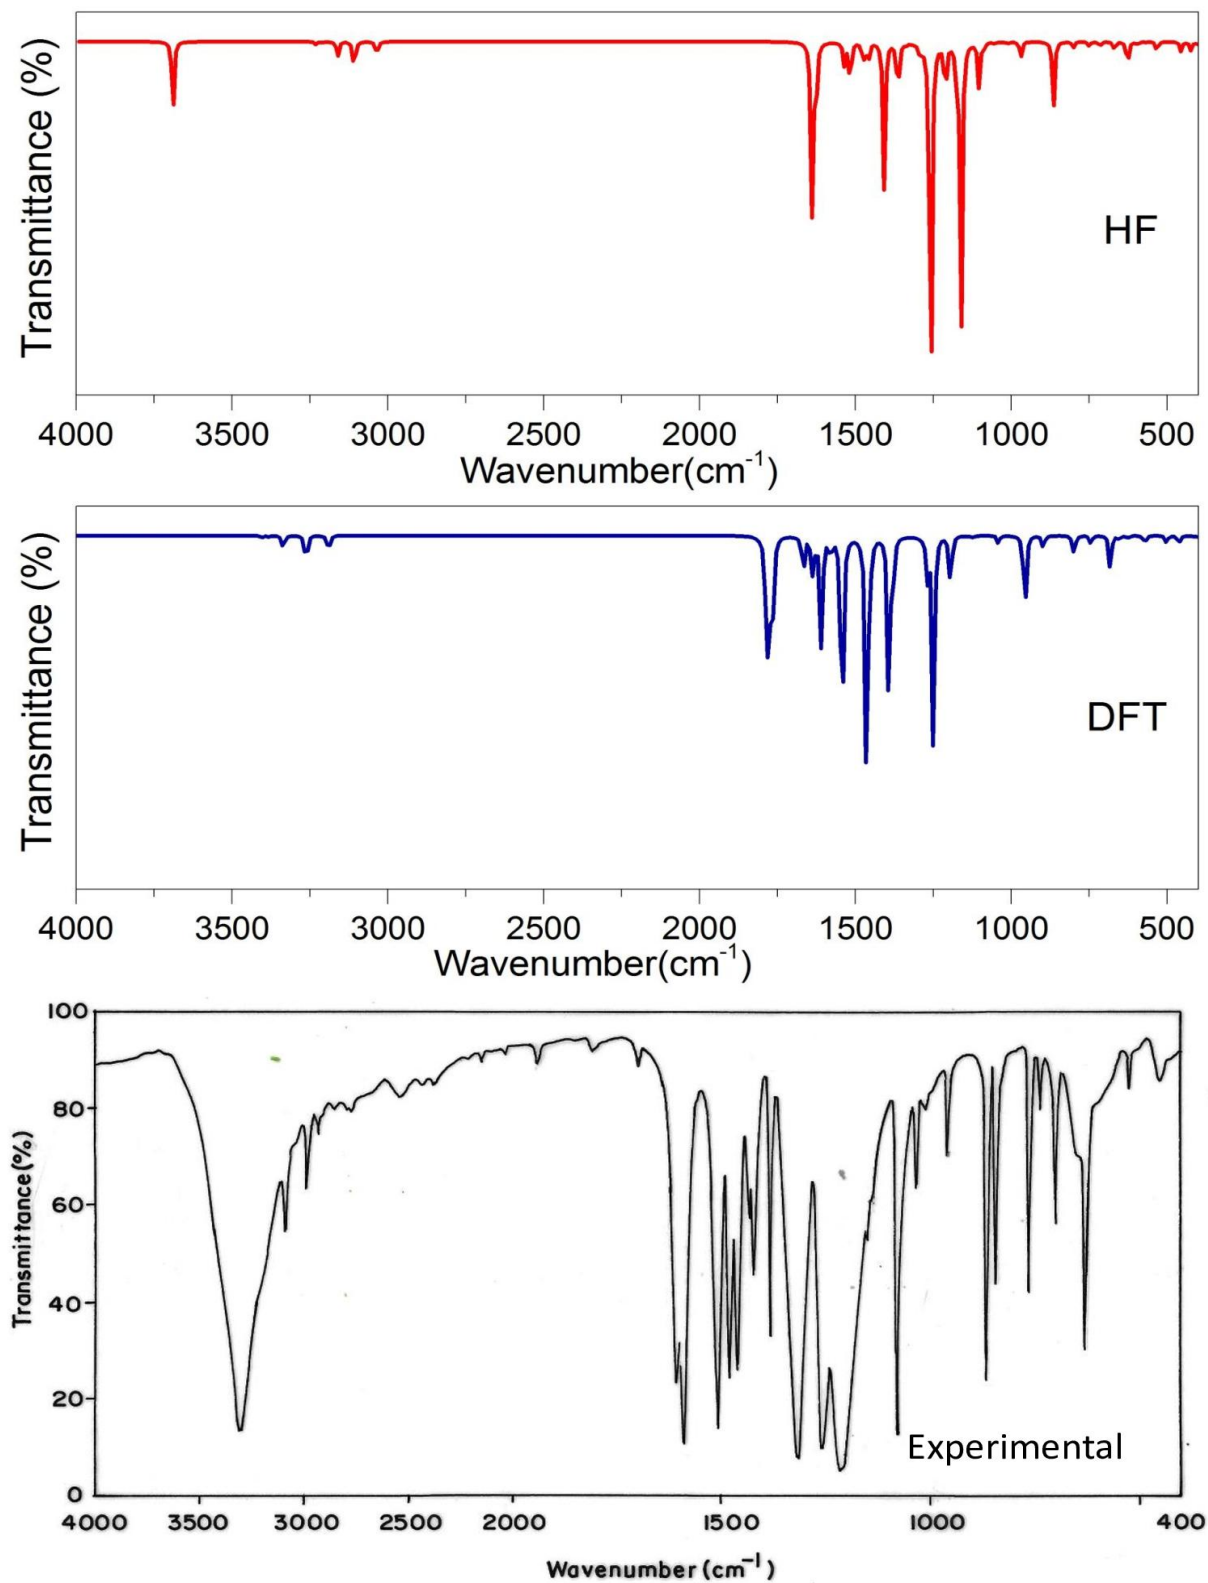 Transmittance (%)
HF
4000 3500 3000 2500 2000 1500 1000 500
Wavenumber(cm⁻¹)
Transmittance (%)
DFT
4000 3500 3000 2500 2000 1500 1000 500
Wavenumber(cm⁻¹)
100
80
60
40
20
0
Transmittance(%)
Experimental
4000 3500 3000 2500 2000 1500 1000 400
Wavenumber (cm⁻¹)